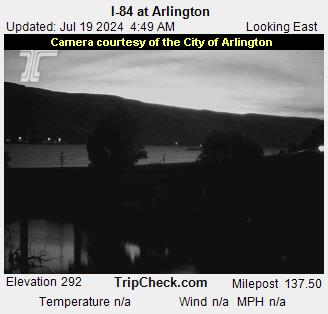 I-84 at Arlington
Updated: Jul 19 2024 4:49 AM Looking East
Camera courtesy of the City of Arlington
Elevation 292 TripCheck.com Milepost 137.50
Temperature n/a Wind n/a MPH n/a